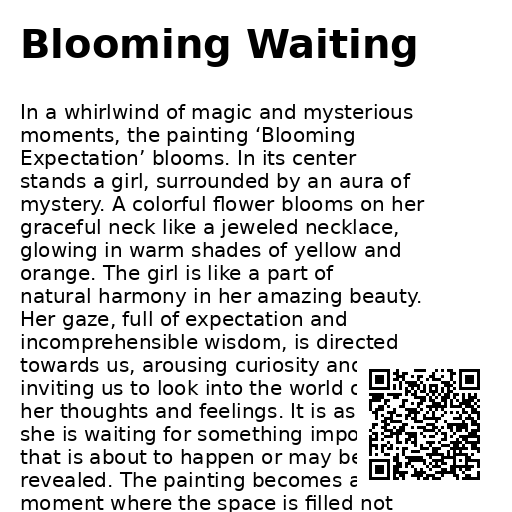 Blooming Waiting
In a whirlwind of magic and mysterious
moments, the painting ‘Blooming
Expectation’ blooms. In its center
stands a girl, surrounded by an aura of
mystery. A colorful flower blooms on her
graceful neck like a jeweled necklace,
glowing in warm shades of yellow and
orange. The girl is like a part of
natural harmony in her amazing beauty.
Her gaze, full of expectation and
incomprehensible wisdom, is directed
towards us, arousing curiosity and
inviting us to look into the world
her thoughts and feelings. It is as
she is waiting for something
that is about to happen or may be
revealed. The painting becomes a
moment where the space is filled not